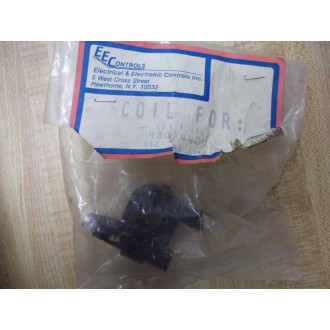 EE CONTROLS
Electrical & Electronic Controls Inc.
5 West Cross Street
Hawthorne, N.Y. 10532
COIL FOR: